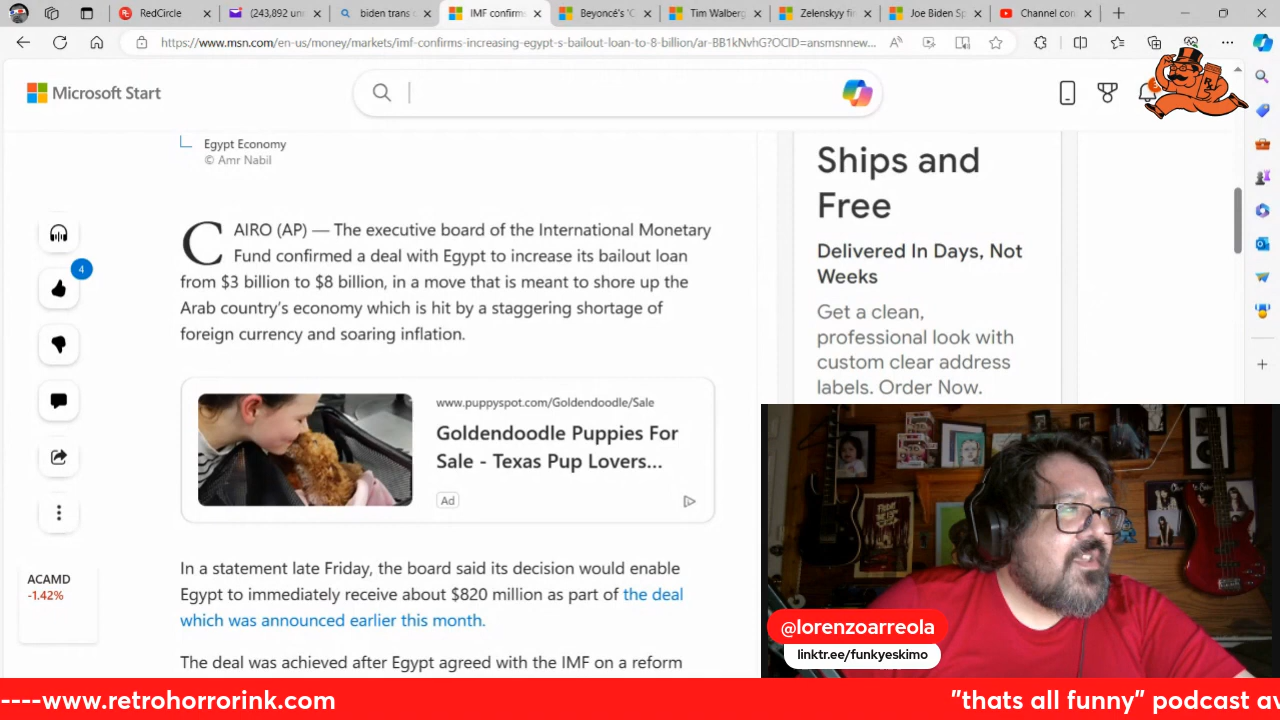 RedCircle
(243,892 un
biden trans c
IMF confirm
Beyoncé's 'C
Tim Walberg
Zelenskyy fi
Joe Biden Sp
Channel con
https://www.msn.com/en-us/money/markets/imf-confirms-increasing-egypt-s-bailout-loan-to-8-billion/ar-BB1kNvhG?OCID=ansmsnnew...
Microsoft Start
Egypt Economy
© Amr Nabil
CAIRO (AP) — The executive board of the International Monetary
Fund confirmed a deal with Egypt to increase its bailout loan
from $3 billion to $8 billion, in a move that is meant to shore up the
Arab country's economy which is hit by a staggering shortage of
foreign currency and soaring inflation.
4
www.puppyspot.com/Goldendoodle/Sale
Goldendoodle Puppies For
Sale - Texas Pup Lovers...
Ad
In a statement late Friday, the board said its decision would enable
Egypt to immediately receive about $820 million as part of the deal
which was announced earlier this month.
The deal was achieved after Egypt agreed with the IMF on a reform
ACAMD
-1.42%
Ships and
Free
Delivered In Days, Not
Weeks
Get a clean,
professional look with
custom clear address
labels. Order Now.
@lorenzoarreola
linktr.ee/funkyeskimo
----www.retrohorrorink.com
"thats all funny" podcast av